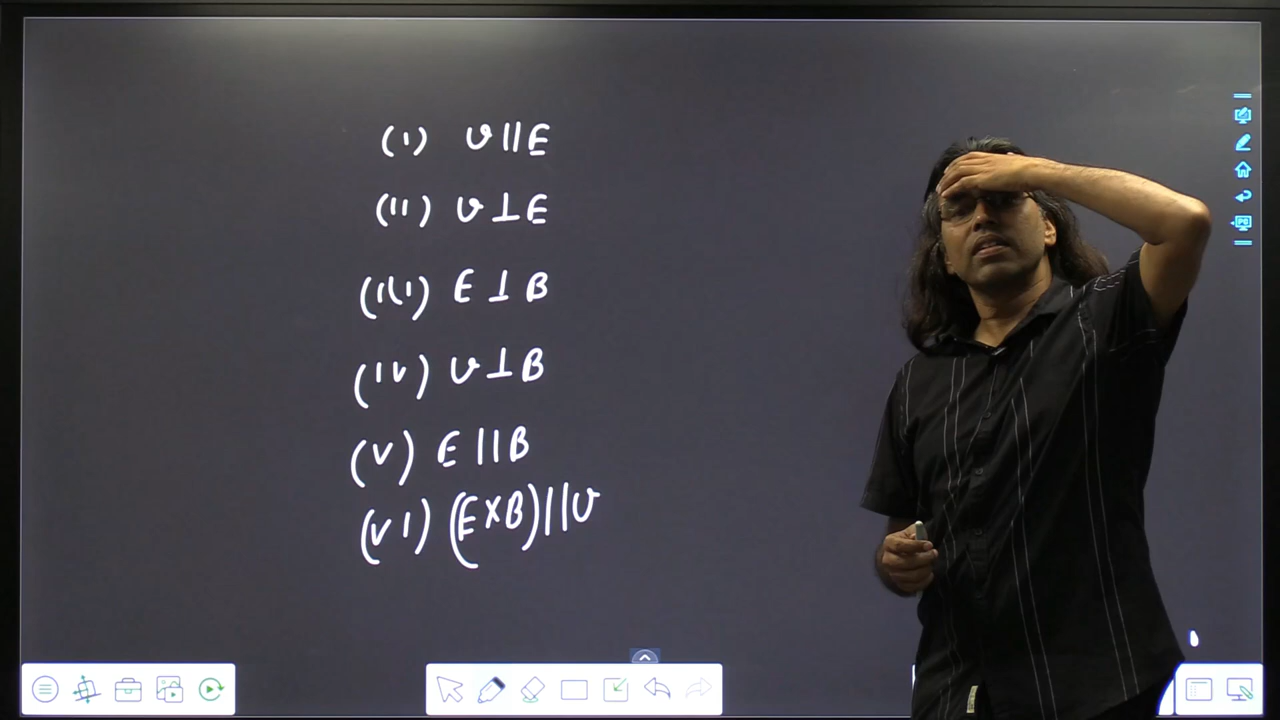 (i) v || E
(ii) v ⊥ E
(iii) E ⊥ B
(iv) v ⊥ B
(v) E || B
(vi) (E × B) || v